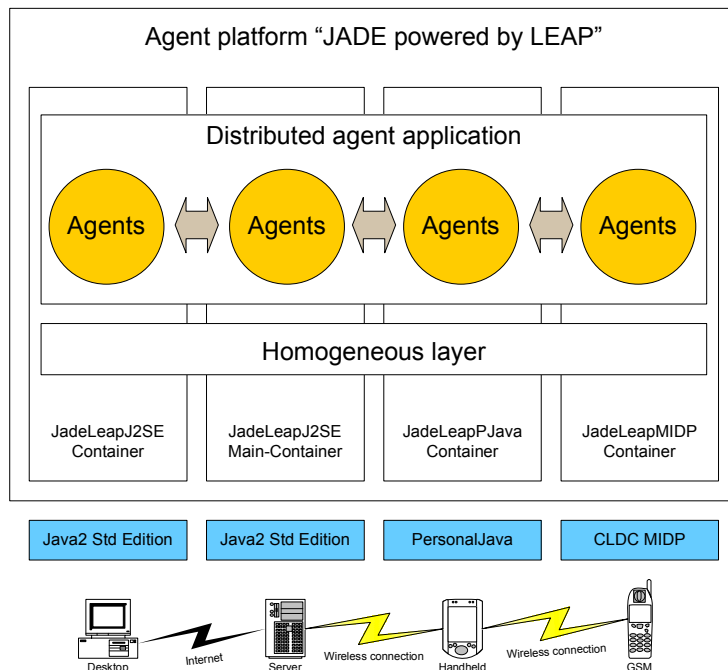 Agent platform “JADE powered by LEAP”
Distributed agent application
Agents
Agents
Agents
Agents
Homogeneous layer
JadeLeapJ2SE
Container
JadeLeapJ2SE
Main-Container
JadeLeapPJava
Container
JadeLeapMIDP
Container
Java2 Std Edition
Java2 Std Edition
PersonalJava
CLDC MIDP
Desktop
Internet
Server
Wireless connection
Handheld
Wireless connection
GSM